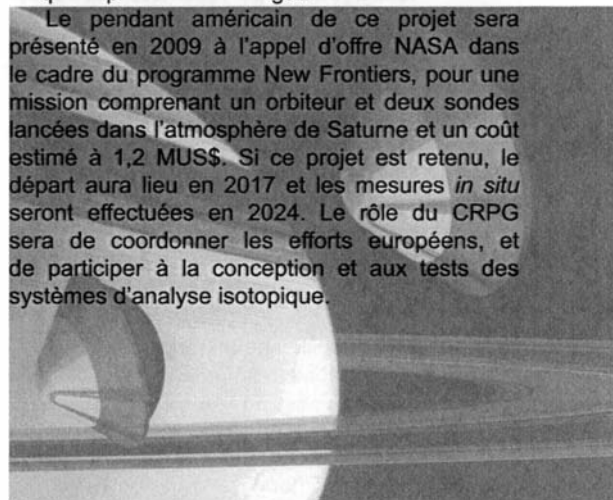 Le pendant américain de ce projet sera
présenté en 2009 à l'appel d'offre NASA dans
le cadre du programme New Frontiers, pour une
mission comprenant un orbiteur et deux sondes
lancées dans l'atmosphère de Saturne et un coût
estimé à 1,2 MUS$. Si ce projet est retenu, le
départ aura lieu en 2017 et les mesures in situ
seront effectuées en 2024. Le rôle du CRPG
sera de coordonner les efforts européens, et
de participer à la conception et aux tests des
systèmes d'analyse isotopique.